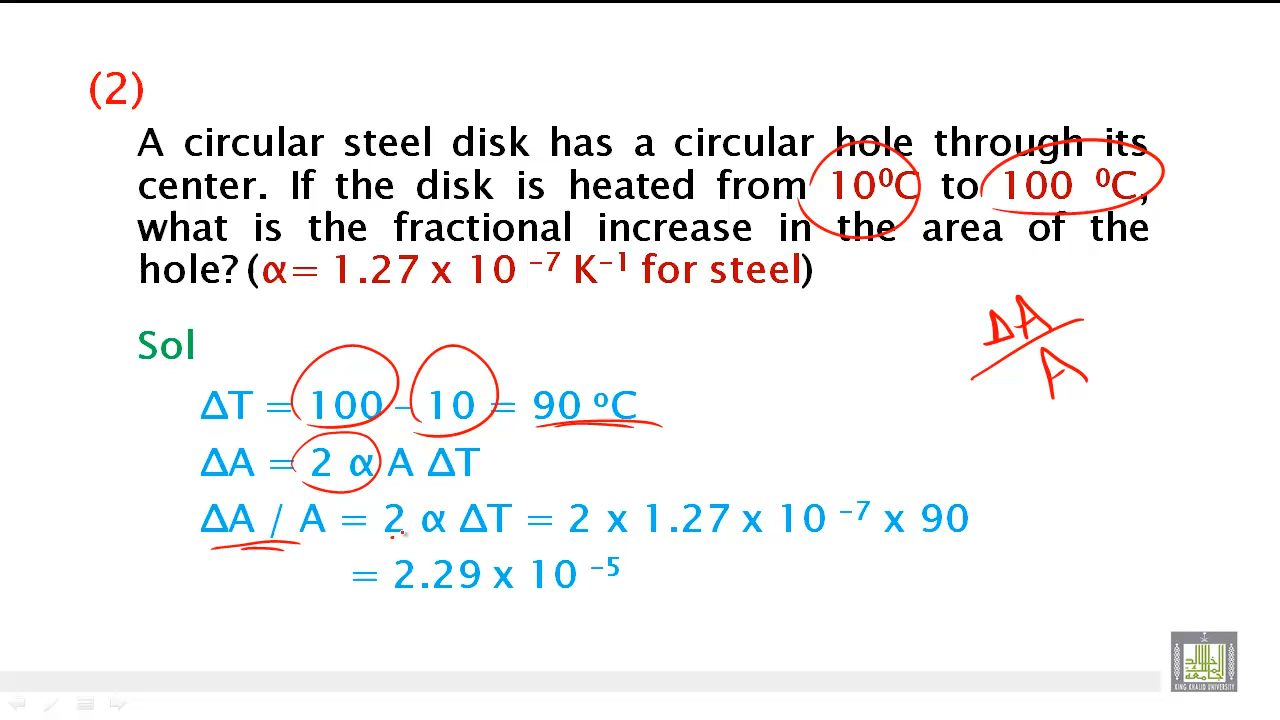 (2)
A circular steel disk has a circular hole through its
center. If the disk is heated from 10⁰C to 100 ⁰C,
what is the fractional increase in the area of the
hole? (α= 1.27 x 10 ⁻⁷ K⁻¹ for steel)
Sol
ΔA
A
ΔT = 100 – 10 = 90 ᵒC
ΔA = 2 α A ΔT
ΔA / A = 2 α ΔT = 2 x 1.27 x 10 ⁻⁷ x 90
= 2.29 x 10 ⁻⁵
KING KHALID UNIVERSITY